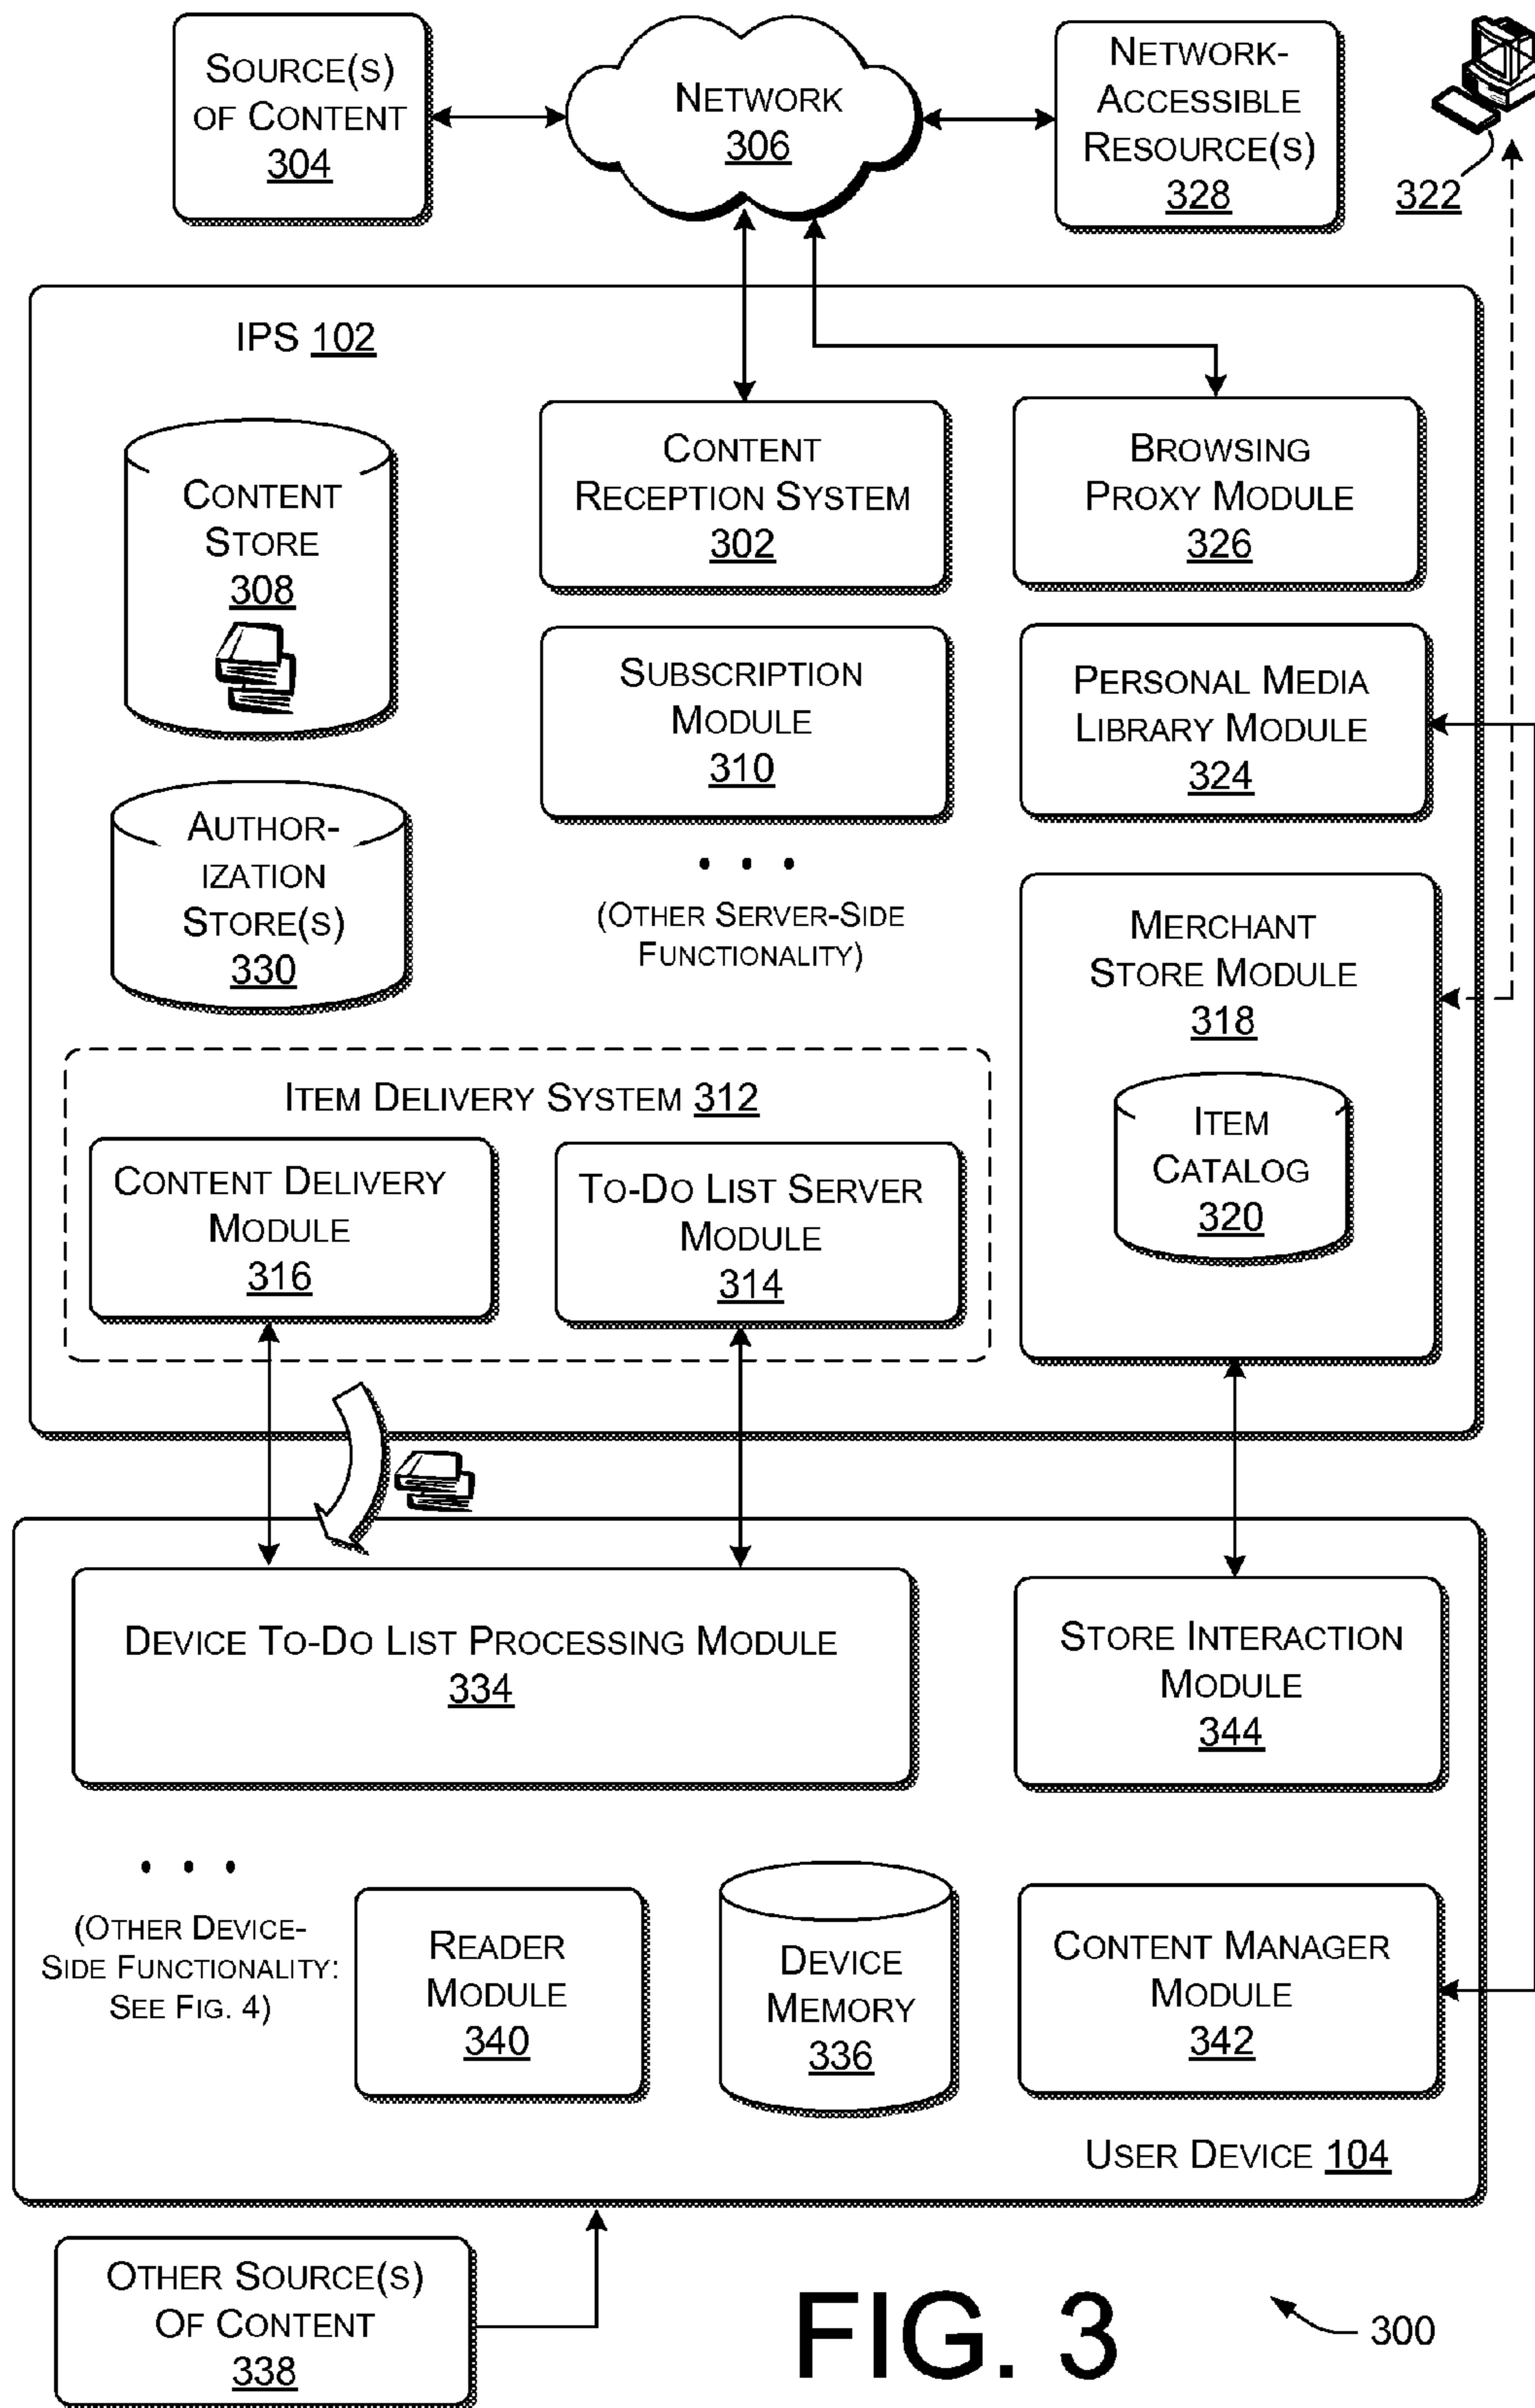 SOURCE(S)
OF CONTENT
304
NETWORK
306
NETWORK-
ACCESSIBLE
RESOURCE(S)
328
322
IPS 102
CONTENT
STORE
308
CONTENT
RECEPTION SYSTEM
302
BROWSING
PROXY MODULE
326
SUBSCRIPTION
MODULE
310
PERSONAL MEDIA
LIBRARY MODULE
324
AUTHOR-
IZATION
STORE(S)
330
. . .
(OTHER SERVER-SIDE
FUNCTIONALITY)
MERCHANT
STORE MODULE
318
ITEM
CATALOG
320
ITEM DELIVERY SYSTEM 312
CONTENT DELIVERY
MODULE
316
TO-DO LIST SERVER
MODULE
314
DEVICE TO-DO LIST PROCESSING MODULE
334
STORE INTERACTION
MODULE
344
. . .
(OTHER DEVICE-
SIDE FUNCTIONALITY:
SEE FIG. 4)
READER
MODULE
340
DEVICE
MEMORY
336
CONTENT MANAGER
MODULE
342
USER DEVICE 104
OTHER SOURCE(S)
OF CONTENT
338
FIG. 3
300